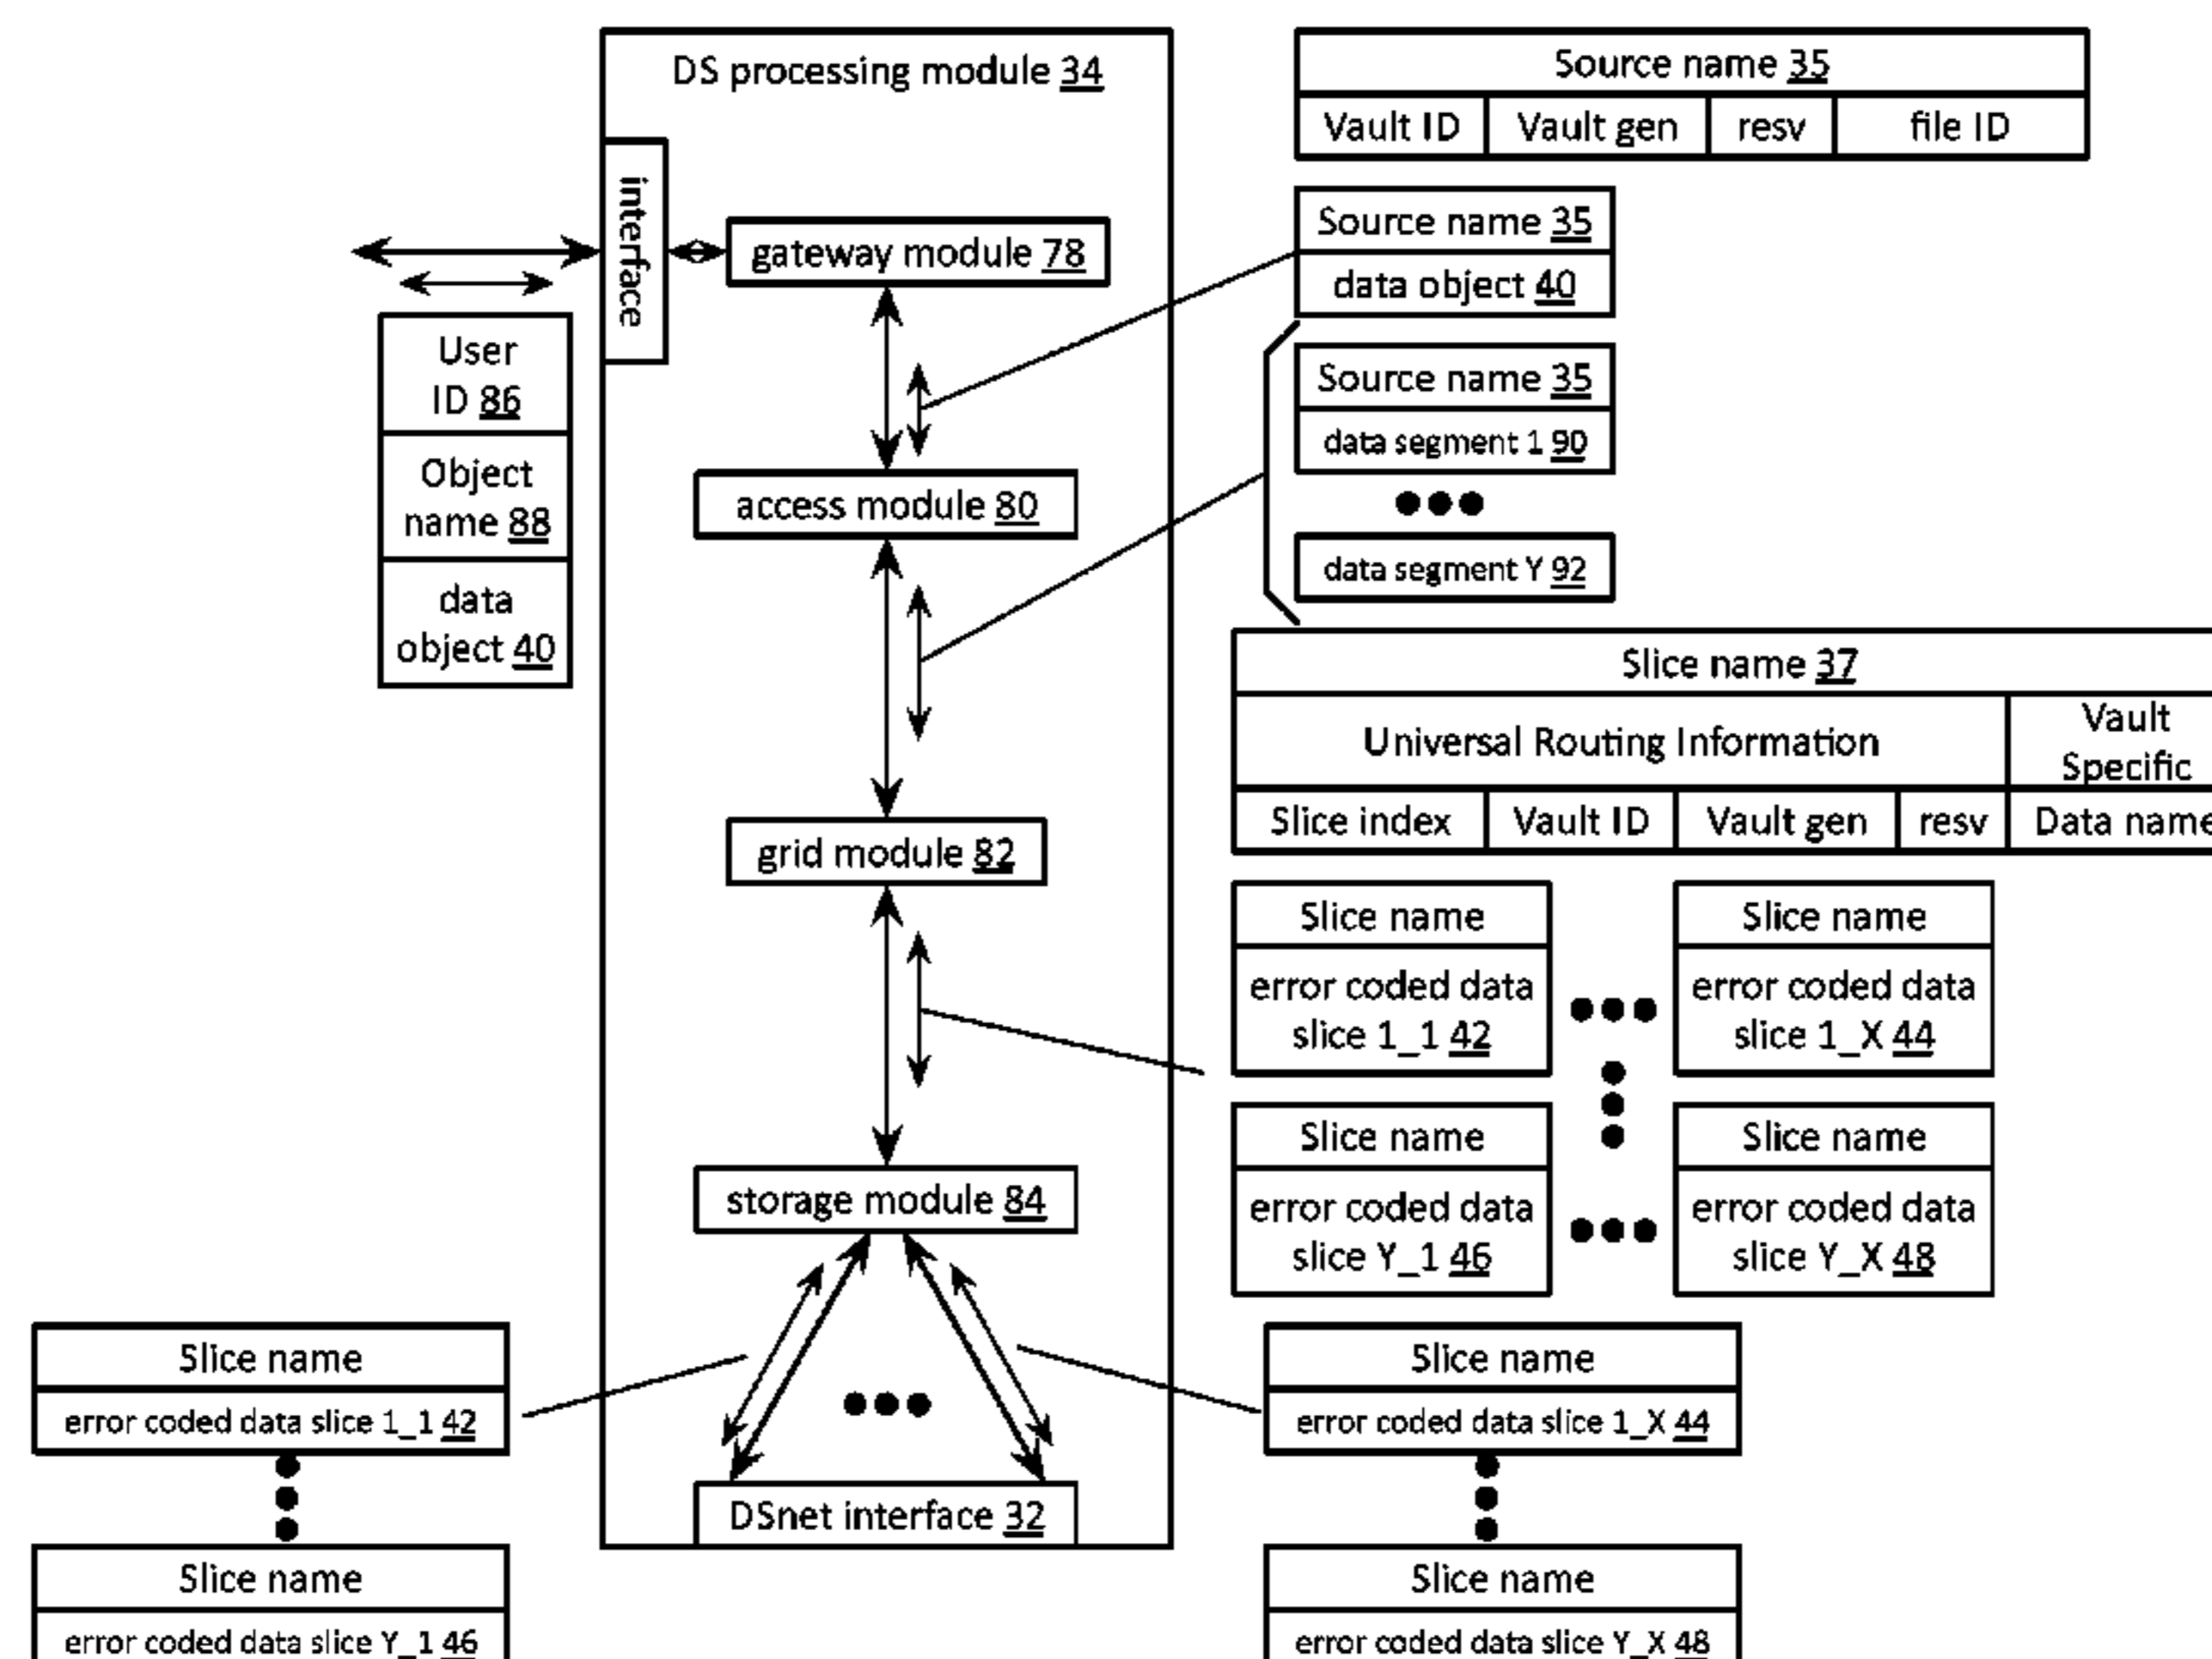 DS processing module 34
interface
gateway module 78
access module 80
grid module 82
storage module 84
DSnet interface 32
User
ID 86
Object
name 88
data
object 40
Source name 35
Vault ID Vault gen resv file ID
Source name 35
data object 40
Source name 35
data segment 1 90
data segment Y 92
Slice name 37
Universal Routing Information
Vault
Specific
Slice index Vault ID Vault gen resv Data name
Slice name
error coded data
slice 1_1 42
Slice name
error coded data
slice 1_X 44
Slice name
error coded data
slice Y_1 46
Slice name
error coded data
slice Y_X 48
Slice name
error coded data slice 1_1 42
Slice name
error coded data slice Y_1 46
Slice name
error coded data slice 1_X 44
Slice name
error coded data slice Y_X 48